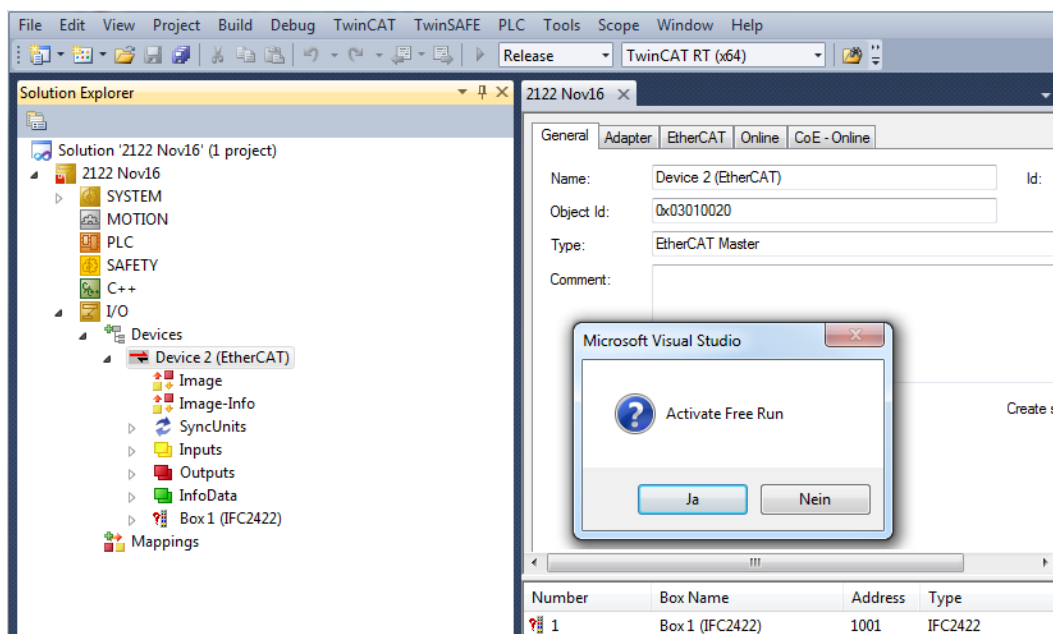 File Edit View Project Build Debug TwinCAT TwinSAFE PLC Tools Scope Window Help
Release TwinCAT RT (x64)
Solution Explorer
Solution '2122 Nov16' (1 project)
2122 Nov16
SYSTEM
MOTION
PLC
SAFETY
C++
I/O
Devices
Device 2 (EtherCAT)
Image
Image-Info
SyncUnits
Inputs
Outputs
InfoData
Box 1 (IFC2422)
Mappings
2122 Nov16
General Adapter EtherCAT Online CoE - Online
Name: Device 2 (EtherCAT) Id:
Object Id: 0x03010020
Type: EtherCAT Master
Comment:
Microsoft Visual Studio
Activate Free Run
Ja Nein
Create s
Number Box Name Address Type
1 Box 1 (IFC2422) 1001 IFC2422